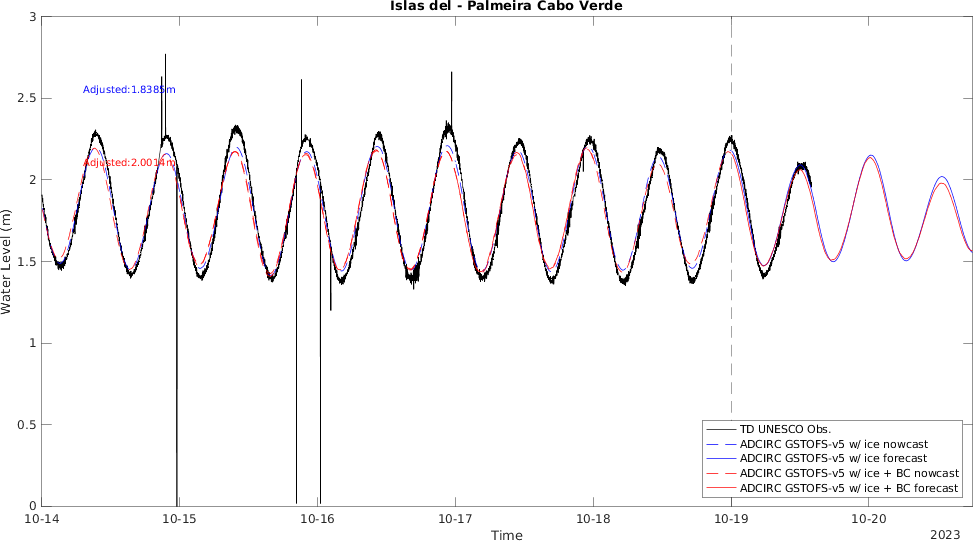 Islas del - Palmeira Cabo Verde
3
2.5
2
1.5
1
0.5
0
Water Level (m)
Adjusted:1.8385m
Adjusted:2.0014m
TD UNESCO Obs.
ADCIRC GSTOFS-v5 w/ ice nowcast
ADCIRC GSTOFS-v5 w/ ice forecast
ADCIRC GSTOFS-v5 w/ ice + BC nowcast
ADCIRC GSTOFS-v5 w/ ice + BC forecast
10-14 10-15 10-16 10-17 10-18 10-19 10-20
Time
2023